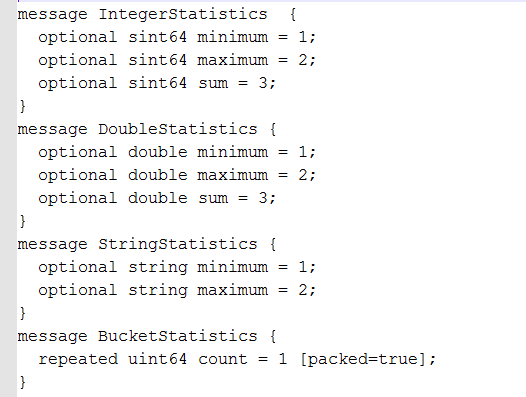 message IntegerStatistics  {
  optional sint64 minimum = 1;
  optional sint64 maximum = 2;
  optional sint64 sum = 3;
}
message DoubleStatistics {
  optional double minimum = 1;
  optional double maximum = 2;
  optional double sum = 3;
}
message StringStatistics {
  optional string minimum = 1;
  optional string maximum = 2;
}
message BucketStatistics {
  repeated uint64 count = 1 [packed=true];
}